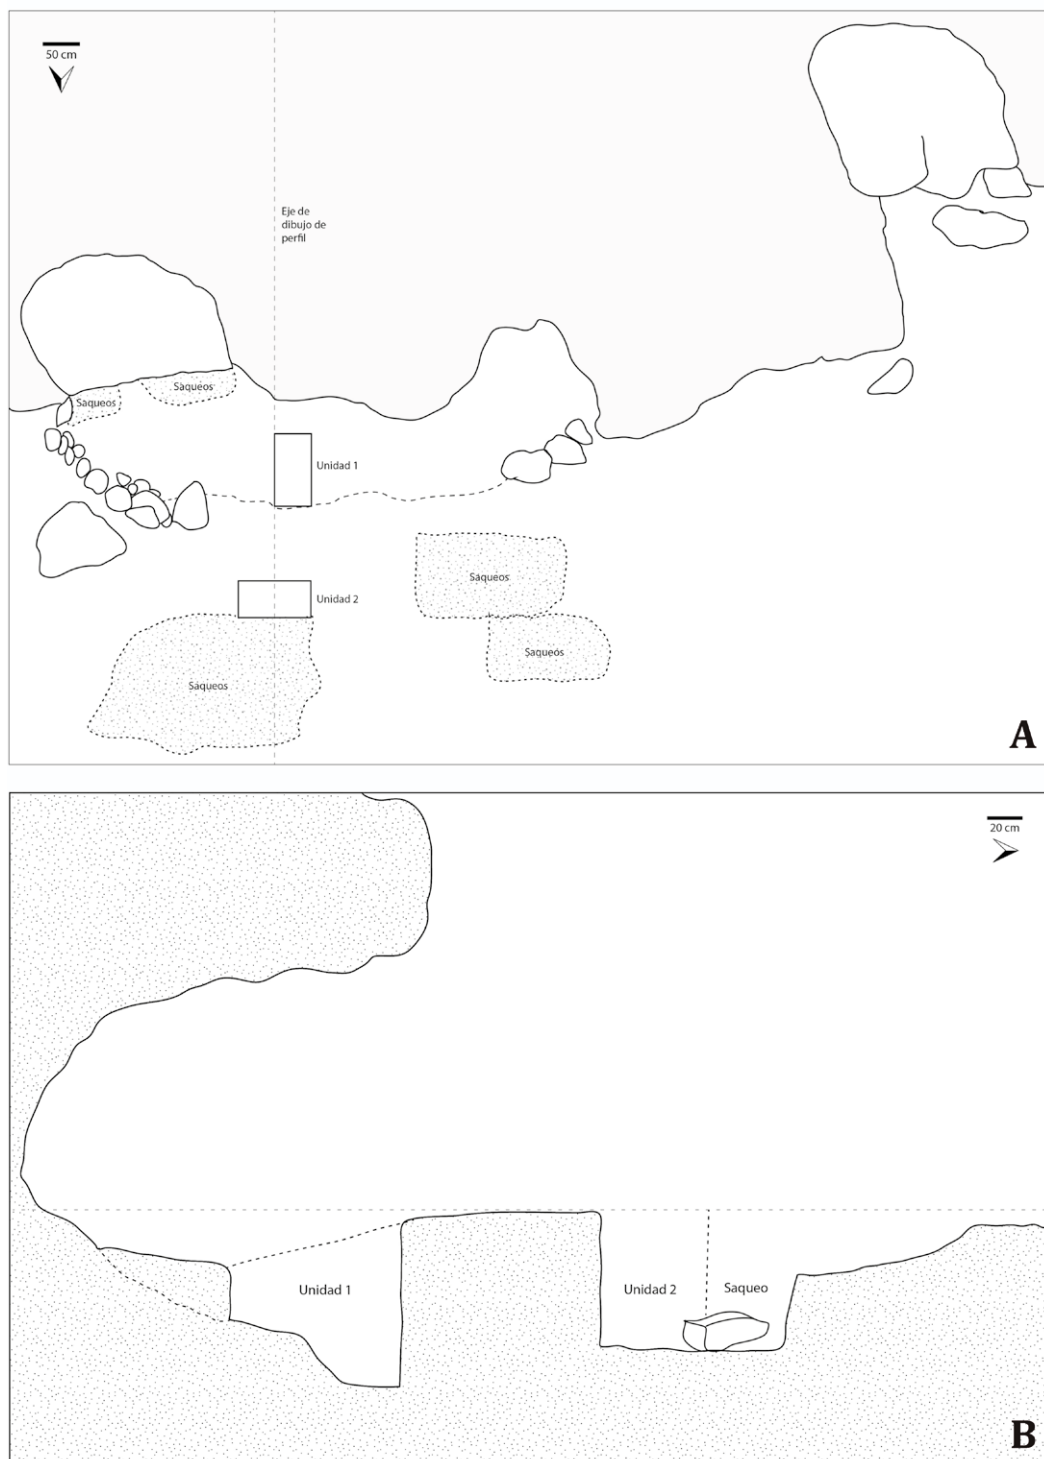 50 cm
Eje de
dibujo de
perfil
Saqueos
Saqueos
Unidad 1
Saqueos
Unidad 2
Saqueos
Saqueos
A
20 cm
Unidad 1
Unidad 2
Saqueo
B